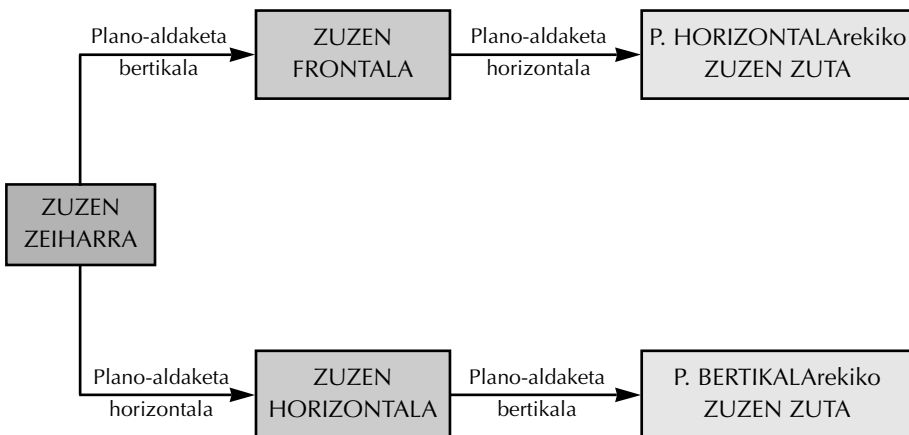 Plano-aldaketa
bertikala
ZUZEN
FRONTALA
Plano-aldaketa
horizontala
P. HORIZONTALArekiko
ZUZEN ZUTA
ZUZEN
ZEIHARRA
Plano-aldaketa
horizontala
ZUZEN
HORIZONTALA
Plano-aldaketa
bertikala
P. BERTIKALArekiko
ZUZEN ZUTA